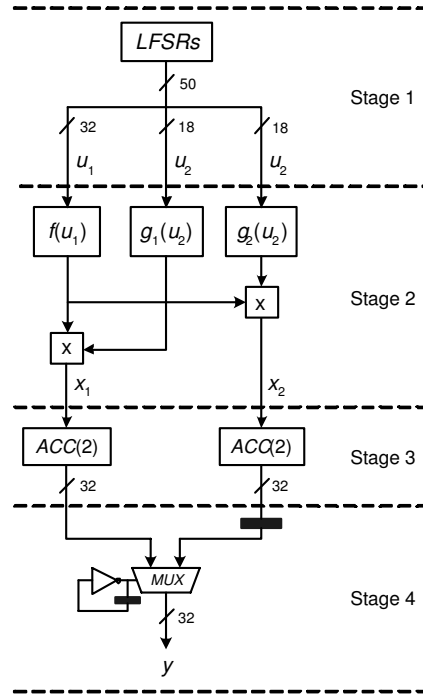 LFSRs
50
Stage 1
32
18
18
u1
u2
u2
f(u1)
g1(u2)
g2(u2)
x
Stage 2
x
x1
x2
ACC(2)
ACC(2)
Stage 3
32
32
MUX
Stage 4
32
y